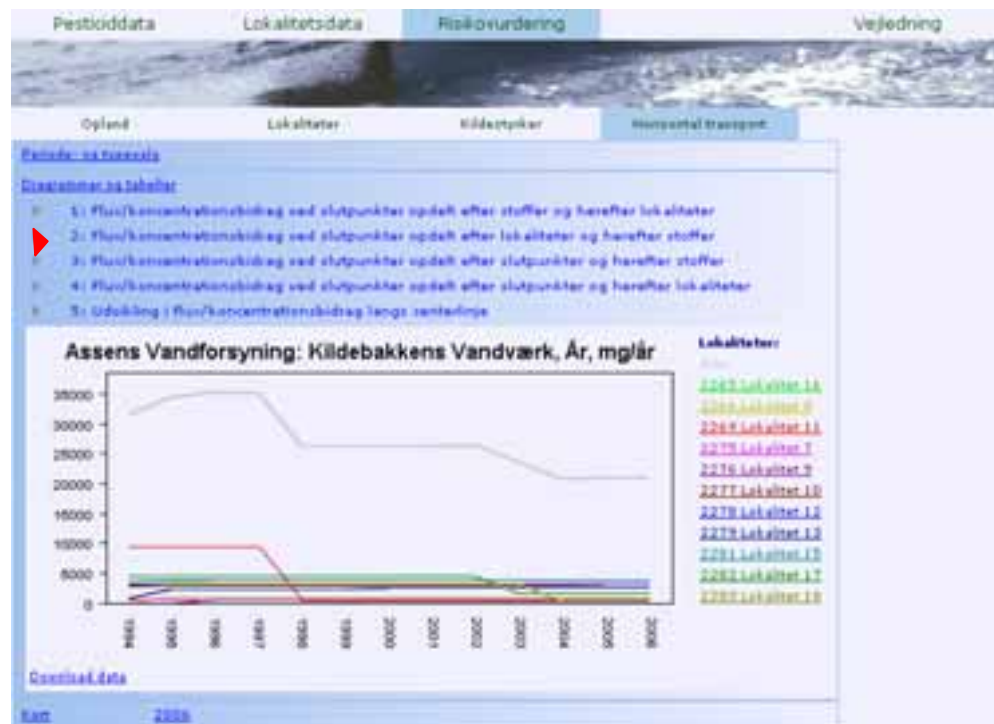 Pesticiddata Lokalitetsdata Risikovurdering Vejledning
Opland Lokaliteter Kildestyrker Horisontal transport
Periode- og typevalg
Diagrammer og tabeller
1: Flux/koncentrationsbidrag ved slutpunkter opdelt efter stoffer og herefter lokaliteter
2: Flux/koncentrationsbidrag ved slutpunkter opdelt efter lokaliteter og herefter stoffer
3: Flux/koncentrationsbidrag ved slutpunkter opdelt efter slutpunkter og herefter stoffer
4: Flux/koncentrationsbidrag ved slutpunkter opdelt efter slutpunkter og herefter lokaliteter
5: Udvikling i flux/koncentrationsbidrag langs centerlinje
Assens Vandforsyning: Kildebakkens Vandværk, År, mg/år
35000
30000
25000
20000
15000
10000
5000
0
1994 1995 1996 1997 1998 1999 2000 2001 2002 2003 2004 2005 2006
Lokaliteter:
Lokalitet
Lokalitet
2269 Lokalitet 11
2275 Lokalitet 7
2276 Lokalitet 9
2277 Lokalitet 10
2278 Lokalitet 12
2279 Lokalitet 13
2281 Lokalitet 15
2282 Lokalitet 17
Lokalitet
Download data
Kort 2006